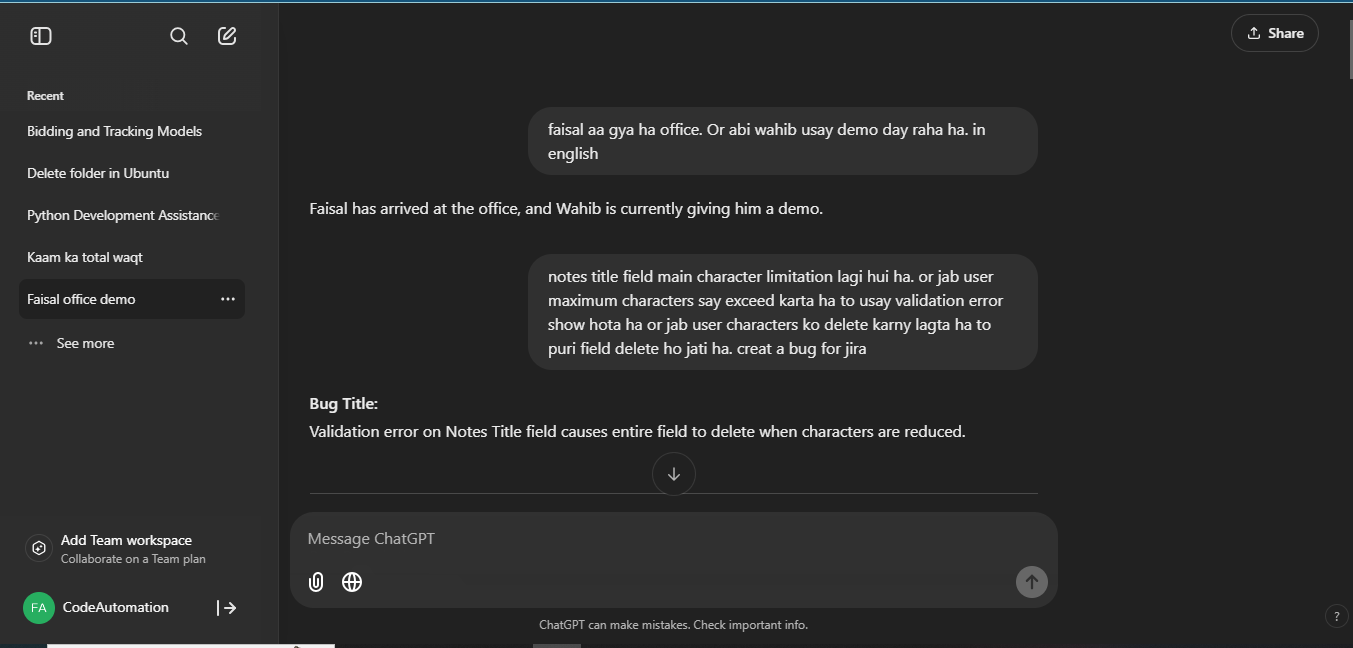 Share
Recent
Bidding and Tracking Models
Delete folder in Ubuntu
Python Development Assistance
Kaam ka total waqt
Faisal office demo
See more
Add Team workspace
Collaborate on a Team plan
FA CodeAutomation
faisal aa gya ha office. Or abi wahib usay demo day raha ha. in
english
Faisal has arrived at the office, and Wahib is currently giving him a demo.
notes title field main character limitation lagi hui ha. or jab user
maximum characters say exceed karta ha to usay validation error
show hota ha or jab user characters ko delete karny lagta ha to
puri field delete ho jati ha. creat a bug for jira
Bug Title:
Validation error on Notes Title field causes entire field to delete when characters are reduced.
Message ChatGPT
ChatGPT can make mistakes. Check important info.
?